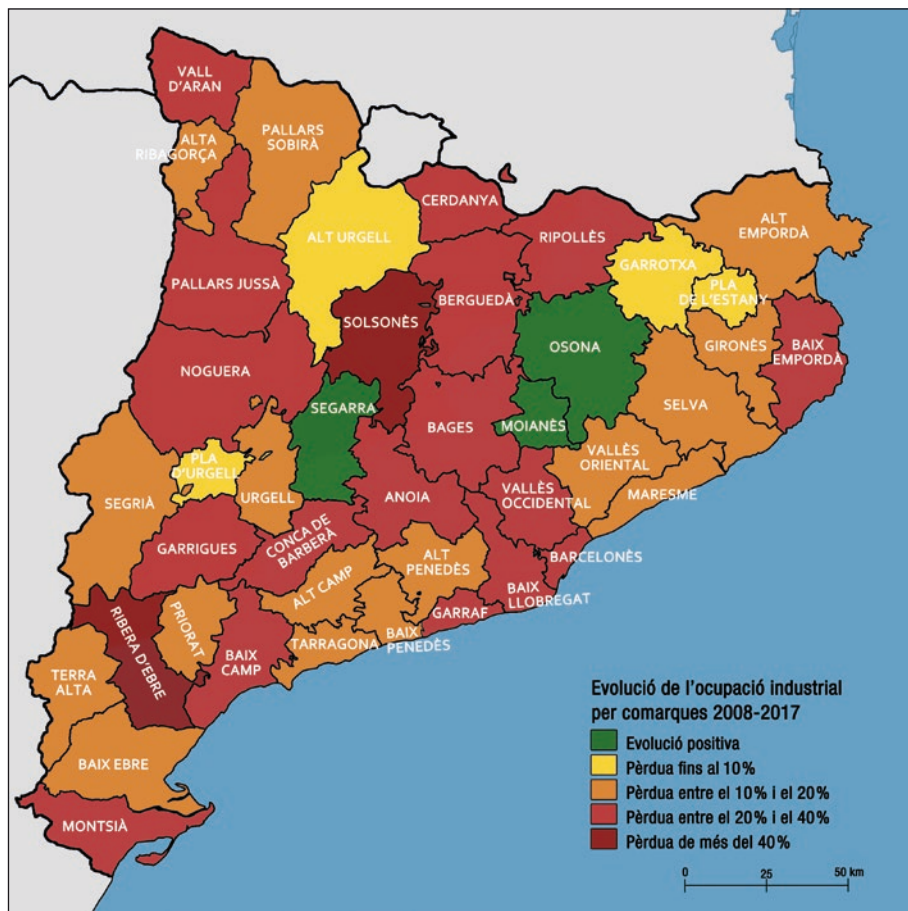 VALL
D'ARAN
ALTA
RIBAGORÇA
PALLARS
SOBIRÀ
CERDANYA
ALT URGELL
RIPOLLÈS
ALT
EMPORDÀ
GARROTXA
PLA
DE L'ESTANY
PALLARS JUSSÀ
BERGUEDÀ
SOLSONÈS
OSONA
GIRONÈS
BAIX
EMPORDÀ
NOGUERA
SEGARRA
SELVA
MOIANÈS
BAGES
VALLÈS
ORIENTAL
PLA
D'URGELL
URGELL
SEGRIÀ
ANOIA
VALLÈS
OCCIDENTAL
MARESME
GARRIGUES
CONCA DE
BARBERÀ
ALT
PENEDÈS
BARCELONÈS
ALT CAMP
BAIX
LLOBREGAT
GARRAF
PRIORAT
RIBERA D'EBRE
BAIX
CAMP
TARRAGONA
BAIX
PENEDÈS
TERRA
ALTA
BAIX EBRE
MONTSIÀ
Evolució de l'ocupació industrial
per comarques 2008-2017
Evolució positiva
Pèrdua fins al 10%
Pèrdua entre el 10% i el 20%
Pèrdua entre el 20% i el 40%
Pèrdua de més del 40%
0 25 50 km